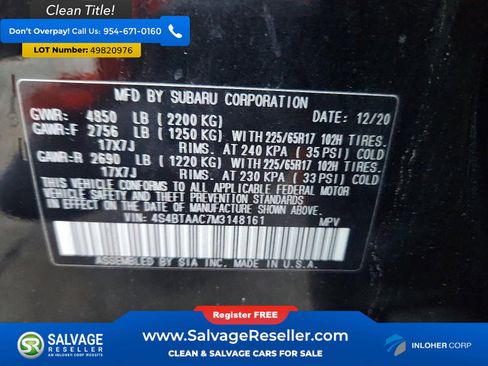 Clean Title!
Don't Overpay! Call Us: 954-671-0160
LOT Number 49820976
MFD BY SUBARU CORPORATION DATE: 12/20
GVWR: 4850 LB (2200 KG)
GAWR:F 2756 LB (1250 KG) WITH 225/65R17 102H TIRES.
17X7J RIMS. AT 240 KPA (35 PSI) COLD
GAWR:R 2690 LB (1220 KG) WITH 225/65R17 102H TIRES.
17X7J RIMS. AT 230 KPA (33 PSI) COLD
THIS VEHICLE CONFORMS TO ALL APPLICABLE FEDERAL MOTOR
VEHICLE SAFETY AND THEFT PREVENTION STANDARDS
IN EFFECT ON THE DATE OF MANUFACTURE SHOWN ABOVE.
VIN: 4S4BTAAC7M3148161 MPV
ASSEMBLED BY SIA INC. MADE IN U.S.A.
Register FREE
SALVAGE RESELLER
AN INLOHER CORP WEBSITE
www.SalvageReseller.com
CLEAN & SALVAGE CARS FOR SALE
INLOHER CORP